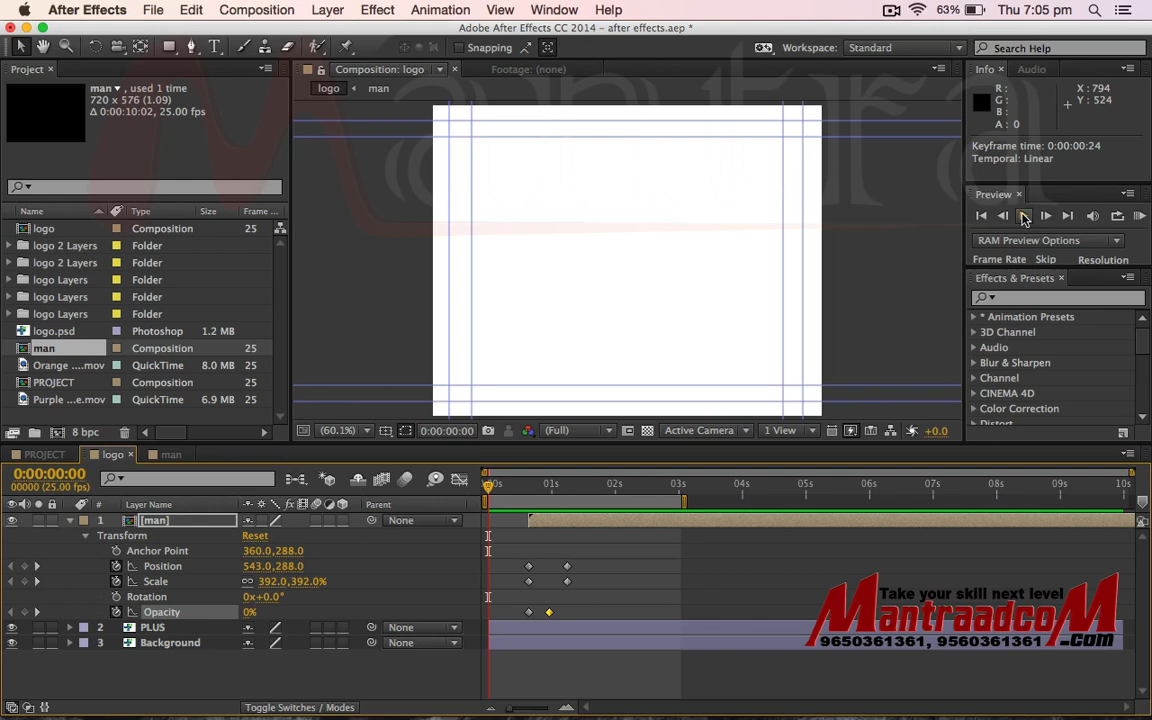 After Effects File Edit Composition Layer Effect Animation View Window Help 63% Thu 7:05 pm
Adobe After Effects CC 2014 – after effects.aep *
Snapping Workspace: Standard Search Help
Project × Composition: logo × Footage: (none) Info × Audio
man , used 1 time
720 x 576 (1.09)
Δ 0:00:10:02, 25.00 fps
logo man
R : X : 794
G : Y : 524
B :
A : 0
Keyframe time: 0:00:00:24
Temporal: Linear
Preview ×
Name Type Size Frame ...
logo Composition 25
logo 2 Layers Folder
logo 2 Layers Folder
logo Layers Folder
logo Layers Folder
logo Layers Folder
logo.psd Photoshop 1.2 MB
man Composition 25
Orange ....mov QuickTime 8.0 MB 25
PROJECT Composition 25
Purple ...e.mov QuickTime 6.9 MB 25
RAM Preview Options
Frame Rate Skip Resolution
Effects & Presets ×
* Animation Presets
3D Channel
Audio
Blur & Sharpen
Channel
CINEMA 4D
Color Correction
Distort
8 bpc
(60.1%) 0:00:00:00 (Full) Active Camera 1 View +0.0
PROJECT logo × man
0:00:00:00
00000 (25.00 fps)
:00s 01s 02s 03s 04s 05s 06s 07s 08s 09s 10s
# Layer Name Parent
1 [man] None
Transform Reset
Anchor Point 360.0,288.0
Position 543.0,288.0
Scale 392.0,392.0%
Rotation 0x+0.0°
Opacity 0%
2 PLUS None
3 Background None
Toggle Switches / Modes
Take your skill next level
MantraadcoM
9650361361, 9560361361 -com